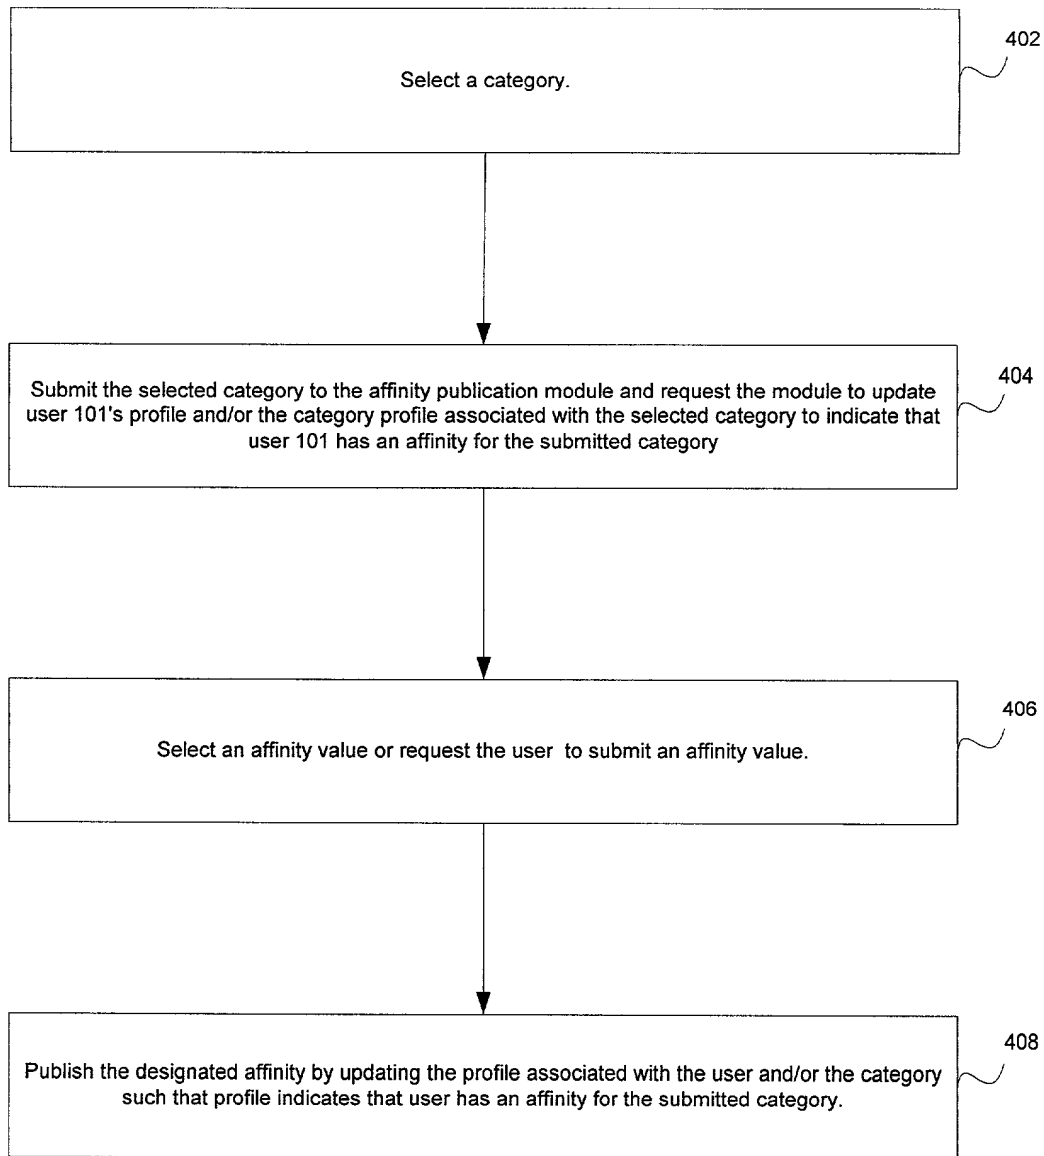 Select a category.
402
Submit the selected category to the affinity publication module and request the module to update
user 101's profile and/or the category profile associated with the selected category to indicate that
user 101 has an affinity for the submitted category
404
Select an affinity value or request the user to submit an affinity value.
406
Publish the designated affinity by updating the profile associated with the user and/or the category
such that profile indicates that user has an affinity for the submitted category.
408